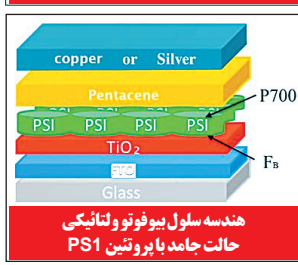 copper or Silver
Pentacene
P700
PSI PSI PSI PSI
TiO₂
F_B
FTO
Glass
هندسه سلول بیوفوتوولتائیکی
حالت جامد با پروتئین PS1